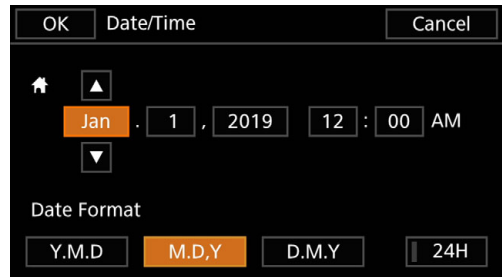 OK Date/Time Cancel
Jan . 1 , 2019 12 : 00 AM
Date Format
Y.M.D M.D,Y D.M.Y 24H